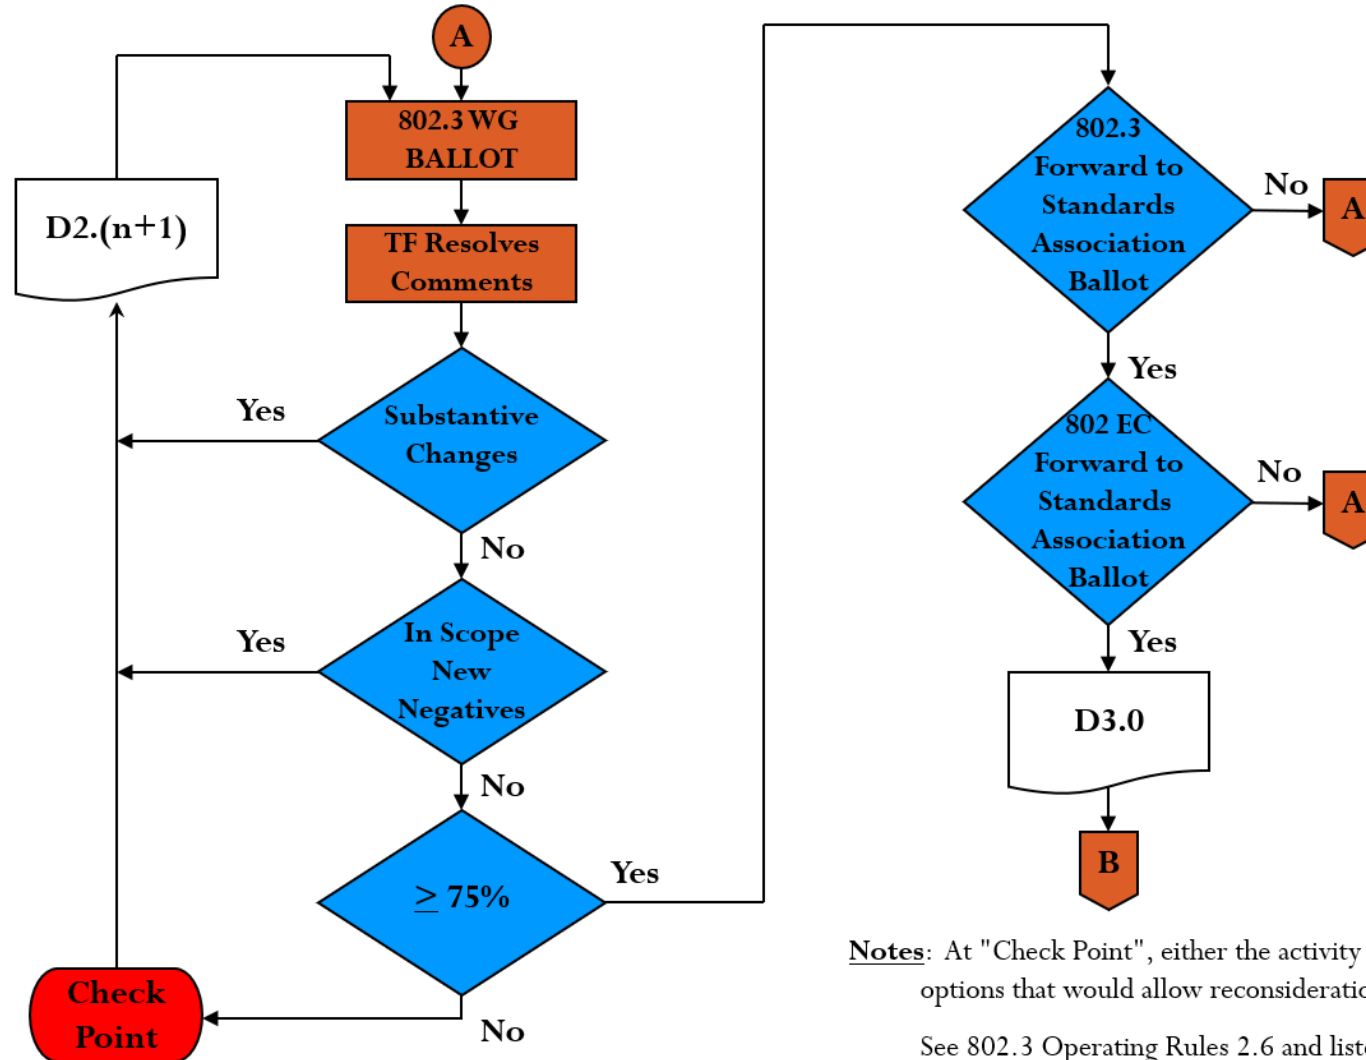 A
802.3 WG
BALLOT
D2.(n+1)
TF Resolves
Comments
Yes
Substantive
Changes
No
Yes
In Scope
New
Negatives
No
≥ 75%
Yes
Check
Point
No
802.3
Forward to
Standards
Association
Ballot
No
A
Yes
802 EC
Forward to
Standards
Association
Ballot
No
A
Yes
D3.0
B
Notes: At "Check Point", either the activity
options that would allow
See 802.3 Operating Rules 2.6 and